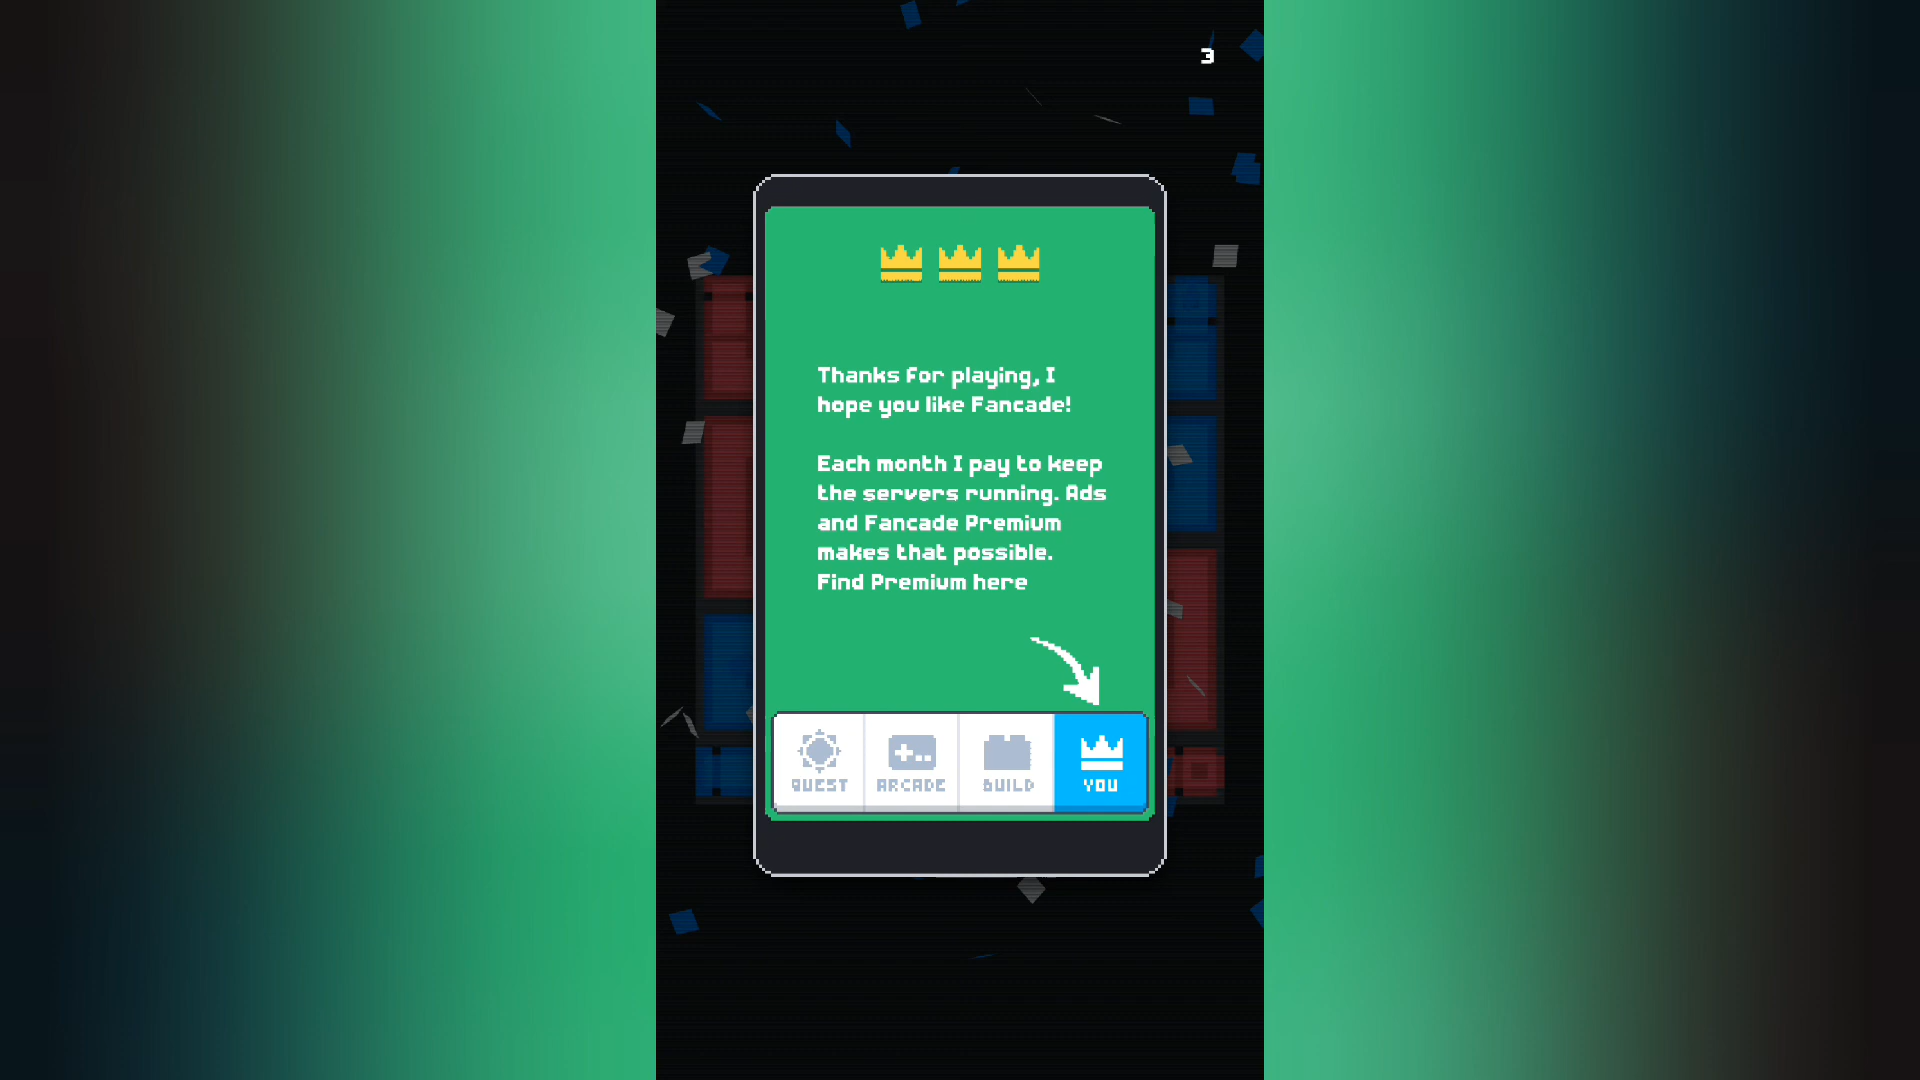 3
Thanks for playing, I
hope you like Fancade!
Each month I pay to keep
the servers running. Ads
and Fancade Premium
makes that possible.
Find Premium here
QUEST
ARCADE
BUILD
YOU